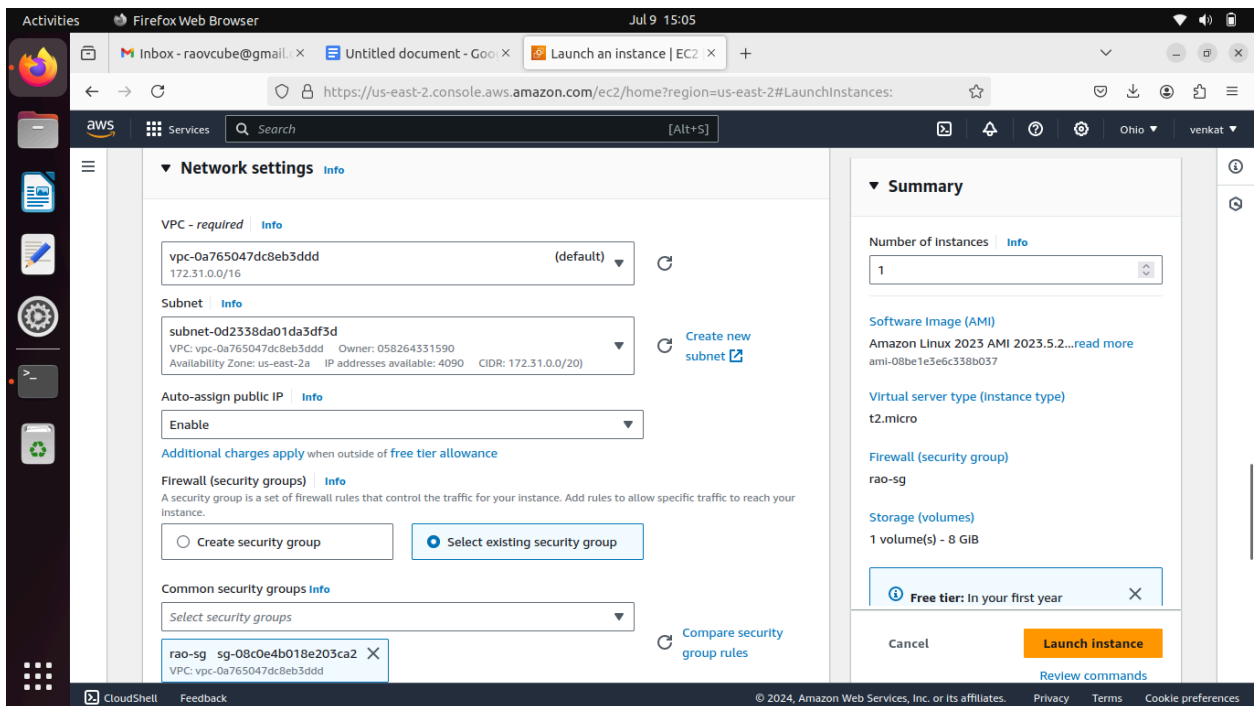 Activities Firefox Web Browser Jul 9 15:05
Inbox - raovcube@gmail.c × Untitled document - Goo × Launch an instance | EC2 | × +
https://us-east-2.console.aws.amazon.com/ec2/home?region=us-east-2#LaunchInstances:
aws Services Search [Alt+S] Ohio ▼ venkat ▼
▼ Network settings Info
VPC - required Info
vpc-0a765047dc8eb3ddd (default)
172.31.0.0/16
Subnet Info
subnet-0d2338da01da3df3d
VPC: vpc-0a765047dc8eb3ddd Owner: 058264331590
Availability Zone: us-east-2a IP addresses available: 4090 CIDR: 172.31.0.0/20)
Create new
subnet
Auto-assign public IP Info
Enable
Additional charges apply when outside of free tier allowance
Firewall (security groups) Info
A security group is a set of firewall rules that control the traffic for your instance. Add rules to allow specific traffic to reach your
instance.
Create security group Select existing security group
Common security groups Info
Select security groups
rao-sg sg-08c0e4b018e203ca2 ×
VPC: vpc-0a765047dc8eb3ddd
Compare security
group rules
▼ Summary
Number of instances Info
1
Software Image (AMI)
Amazon Linux 2023 AMI 2023.5.2...read more
ami-08be1e3e6c338b037
Virtual server type (instance type)
t2.micro
Firewall (security group)
rao-sg
Storage (volumes)
1 volume(s) - 8 GiB
Free tier: In your first year ×
Cancel Launch instance
Review commands
CloudShell Feedback © 2024, Amazon Web Services, Inc. or its affiliates. Privacy Terms Cookie preferences